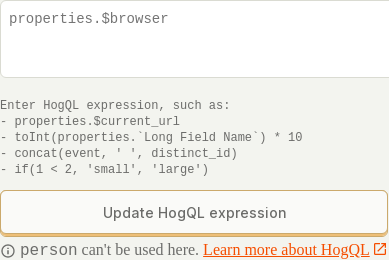 properties.$browser
Enter HogQL expression, such as:
- properties.$current_url
- toInt(properties.`Long Field Name`) * 10
- concat(event, ' ', distinct_id)
- if(1 < 2, 'small', 'large')
Update HogQL expression
person can't be used here. Learn more about HogQL